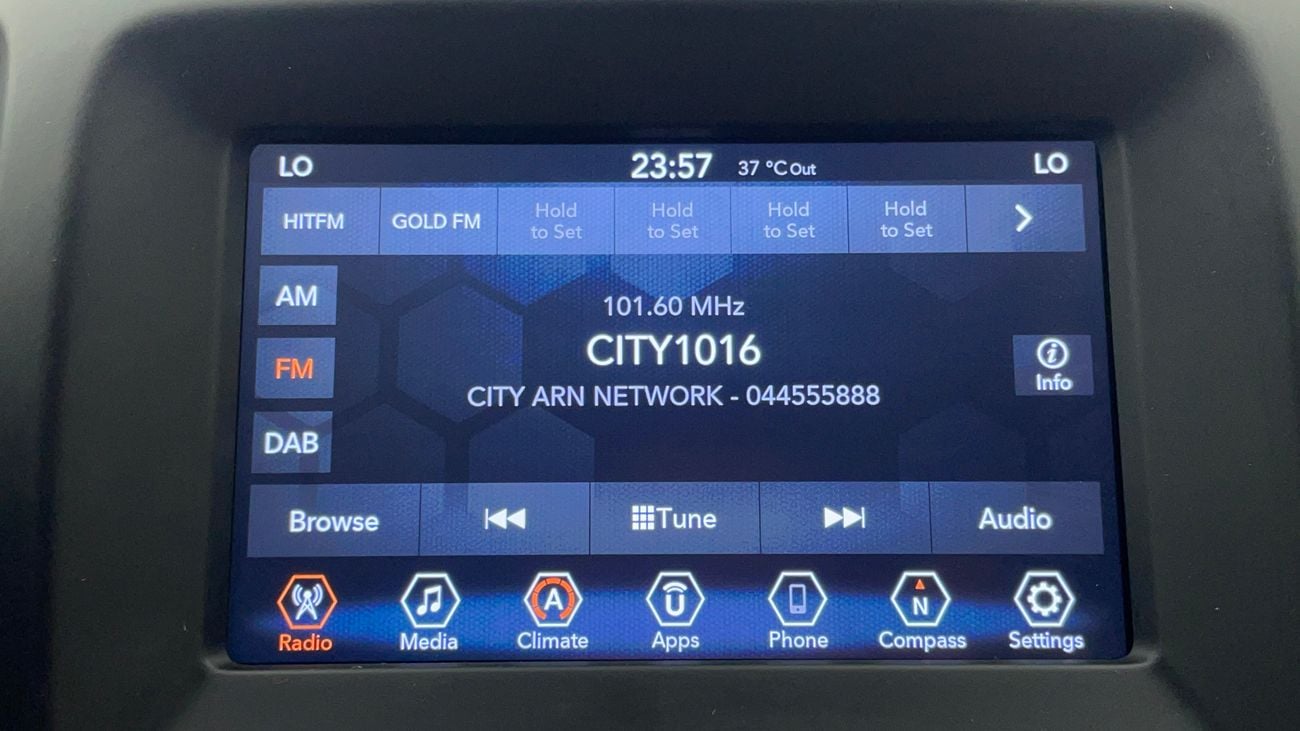 LO 23:57 37 °C Out LO
HITFM GOLD FM Hold to Set Hold to Set Hold to Set Hold to Set
AM
101.60 MHz
CITY1016
FM
Info
CITY ARN NETWORK - 044555888
DAB
Browse Tune Audio
A U N
Radio Media Climate Apps Phone Compass Settings